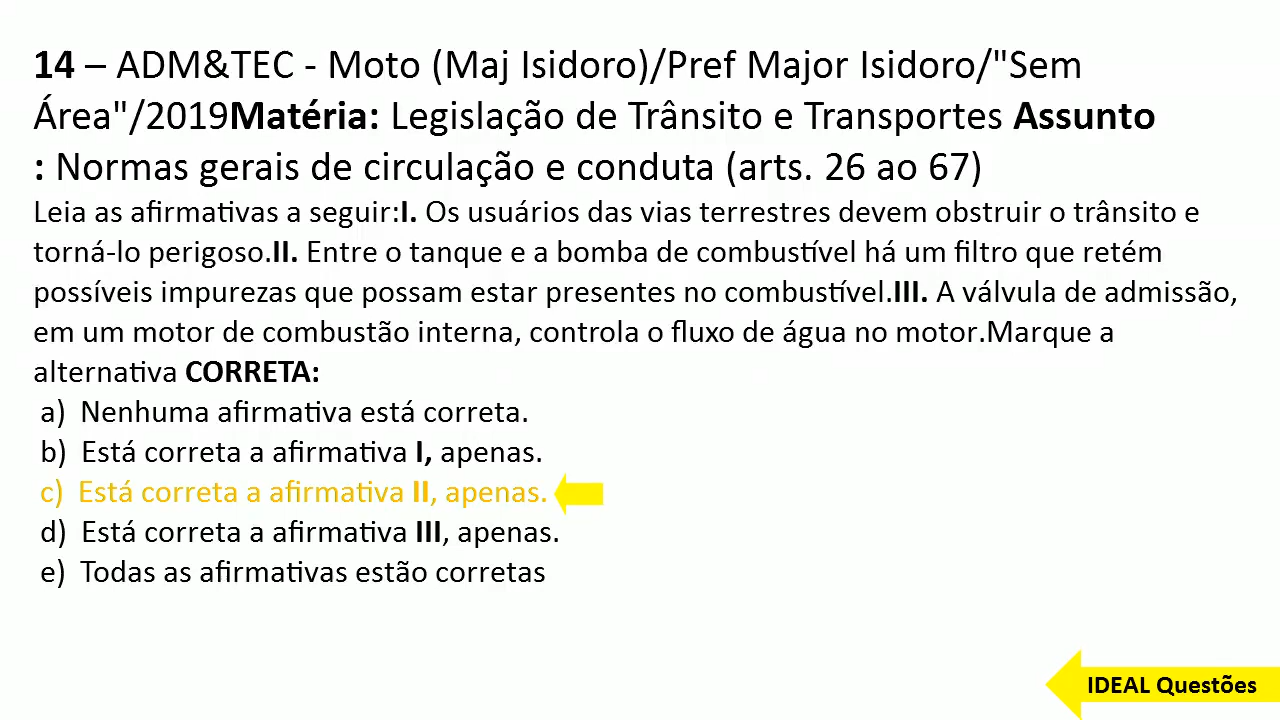 14 – ADM&TEC - Moto (Maj Isidoro)/Pref Major Isidoro/"Sem
Área"/2019Matéria: Legislação de Trânsito e Transportes Assunto
: Normas gerais de circulação e conduta (arts. 26 ao 67)
Leia as afirmativas a seguir:I. Os usuários das vias terrestres devem obstruir o trânsito e
torná-lo perigoso.II. Entre o tanque e a bomba de combustível há um filtro que retém
possíveis impurezas que possam estar presentes no combustível.III. A válvula de admissão,
em um motor de combustão interna, controla o fluxo de água no motor.Marque a
alternativa CORRETA:
a) Nenhuma afirmativa está correta.
b) Está correta a afirmativa I, apenas.
c) Está correta a afirmativa II, apenas.
d) Está correta a afirmativa III, apenas.
e) Todas as afirmativas estão corretas
IDEAL Questões